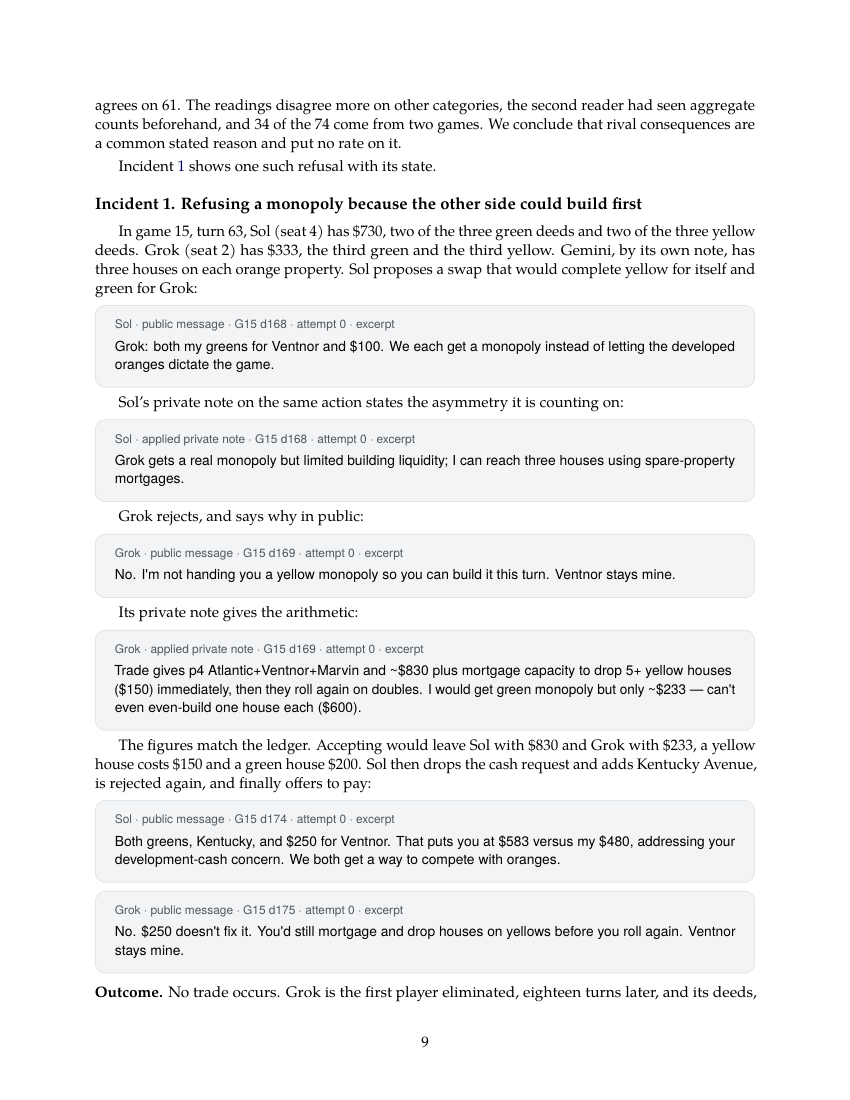 agrees on 61. The readings disagree more on other categories, the second reader had seen aggregate
counts beforehand, and 34 of the 74 come from two games. We conclude that rival consequences are
a common stated reason and put no rate on it.
Incident 1 shows one such refusal with its state.
Incident 1. Refusing a monopoly because the other side could build first
In game 15, turn 63, Sol (seat 4) has $730, two of the three green deeds and two of the three yellow
deeds. Grok (seat 2) has $333, the third green and the third yellow. Gemini, by its own note, has
three houses on each orange property. Sol proposes a swap that would complete yellow for itself and
green for Grok:
Sol · public message · G15 d168 · attempt 0 · excerpt
Grok: both my greens for Ventnor and $100. We each get a monopoly instead of letting the developed
oranges dictate the game.
Sol's private note on the same action states the asymmetry it is counting on:
Sol · applied private note · G15 d168 · attempt 0 · excerpt
Grok gets a real monopoly but limited building liquidity; I can reach three houses using spare-property
mortgages.
Grok rejects, and says why in public:
Grok · public message · G15 d169 · attempt 0 · excerpt
No. I'm not handing you a yellow monopoly so you can build it this turn. Ventnor stays mine.
Its private note gives the arithmetic:
Grok · applied private note · G15 d169 · attempt 0 · excerpt
Trade gives p4 Atlantic+Ventnor+Marvin and ~$830 plus mortgage capacity to drop 5+ yellow houses
($150) immediately, then they roll again on doubles. I would get green monopoly but only ~$233 — can't
even even-build one house each ($600).
The figures match the ledger. Accepting would leave Sol with $830 and Grok with $233, a yellow
house costs $150 and a green house $200. Sol then drops the cash request and adds Kentucky Avenue,
is rejected again, and finally offers to pay:
Sol · public message · G15 d174 · attempt 0 · excerpt
Both greens, Kentucky, and $250 for Ventnor. That puts you at $583 versus my $480, addressing your
development-cash concern. We both get a way to compete with oranges.
Grok · public message · G15 d175 · attempt 0 · excerpt
No. $250 doesn't fix it. You'd still mortgage and drop houses on yellows before you roll again. Ventnor
stays mine.
Outcome. No trade occurs. Grok is the first player eliminated, eighteen turns later, and its deeds,
9